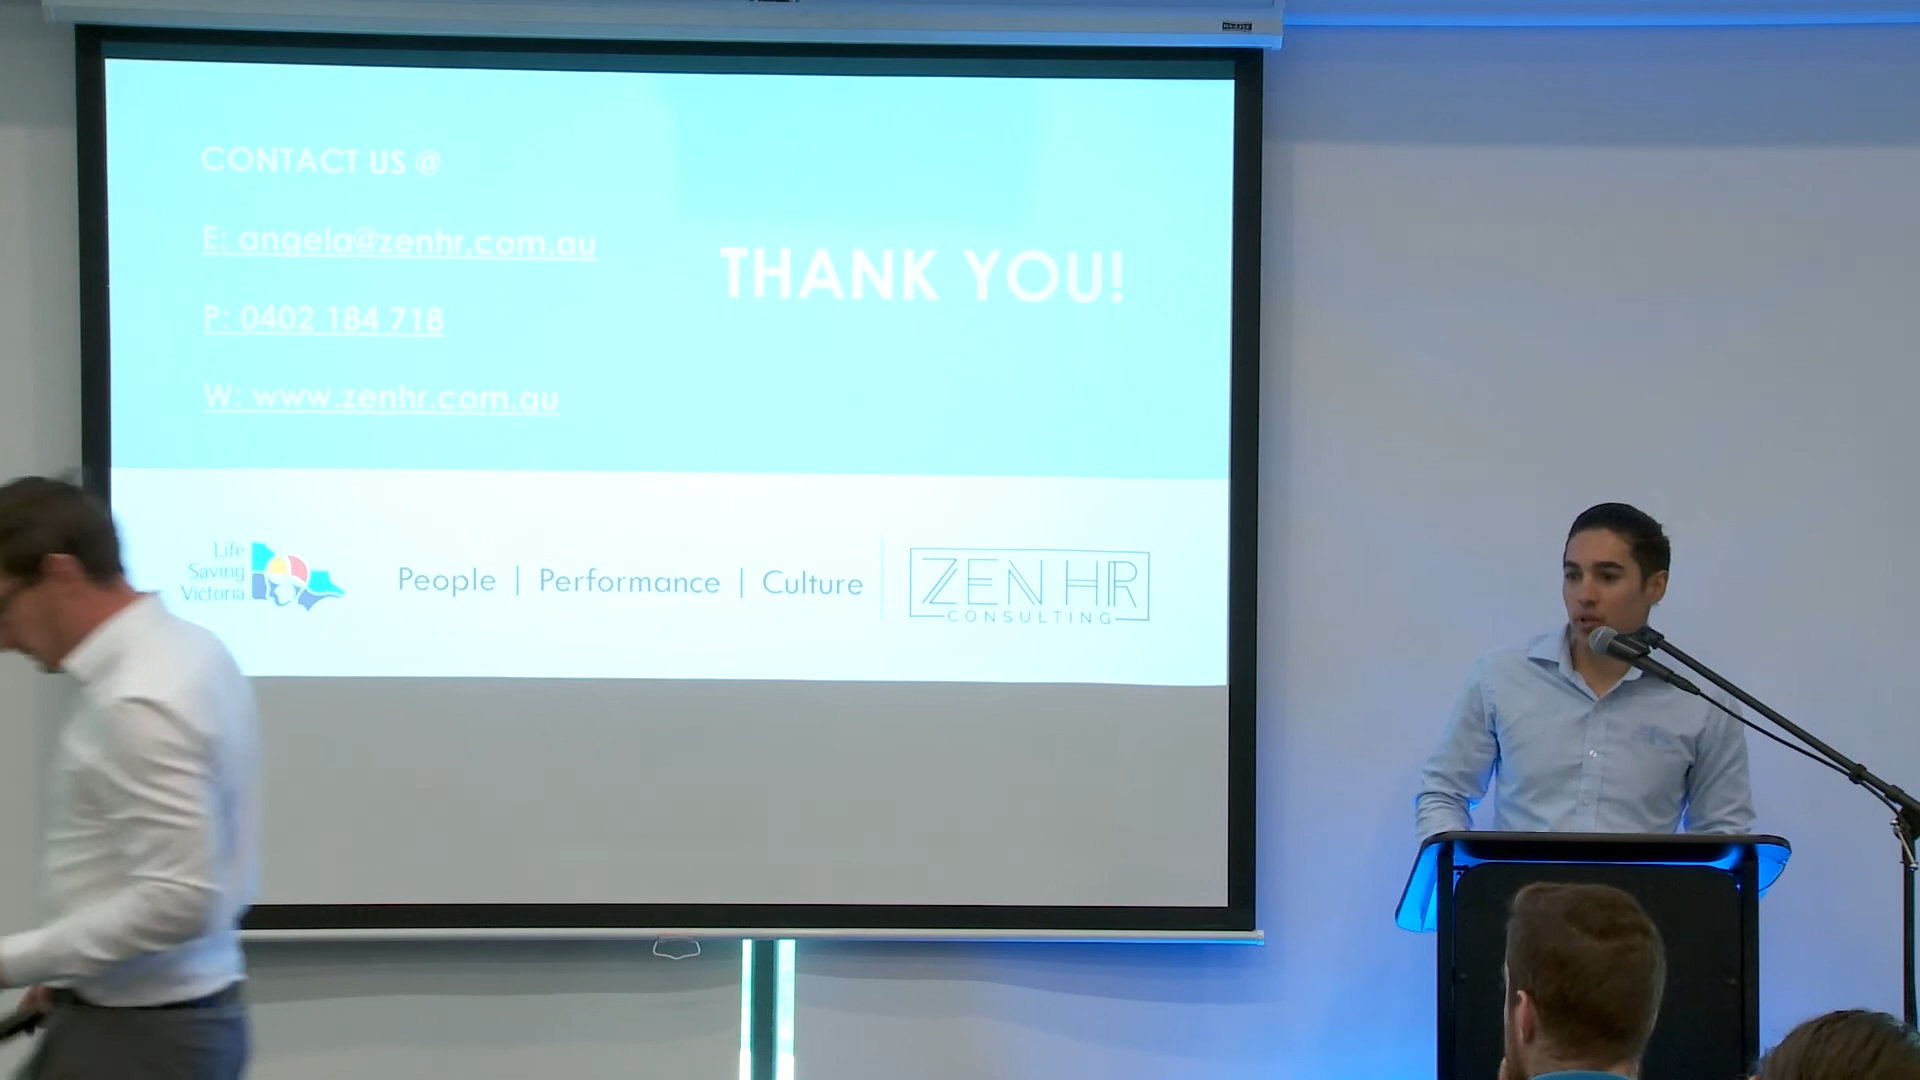 CONTACT US @
E: angela@zenhr.com.au
P: 0402 184 718
W: www.zenhr.com.au
THANK YOU!
Life
Saving
Victoria
People | Performance | Culture
ZEN HR
CONSULTING